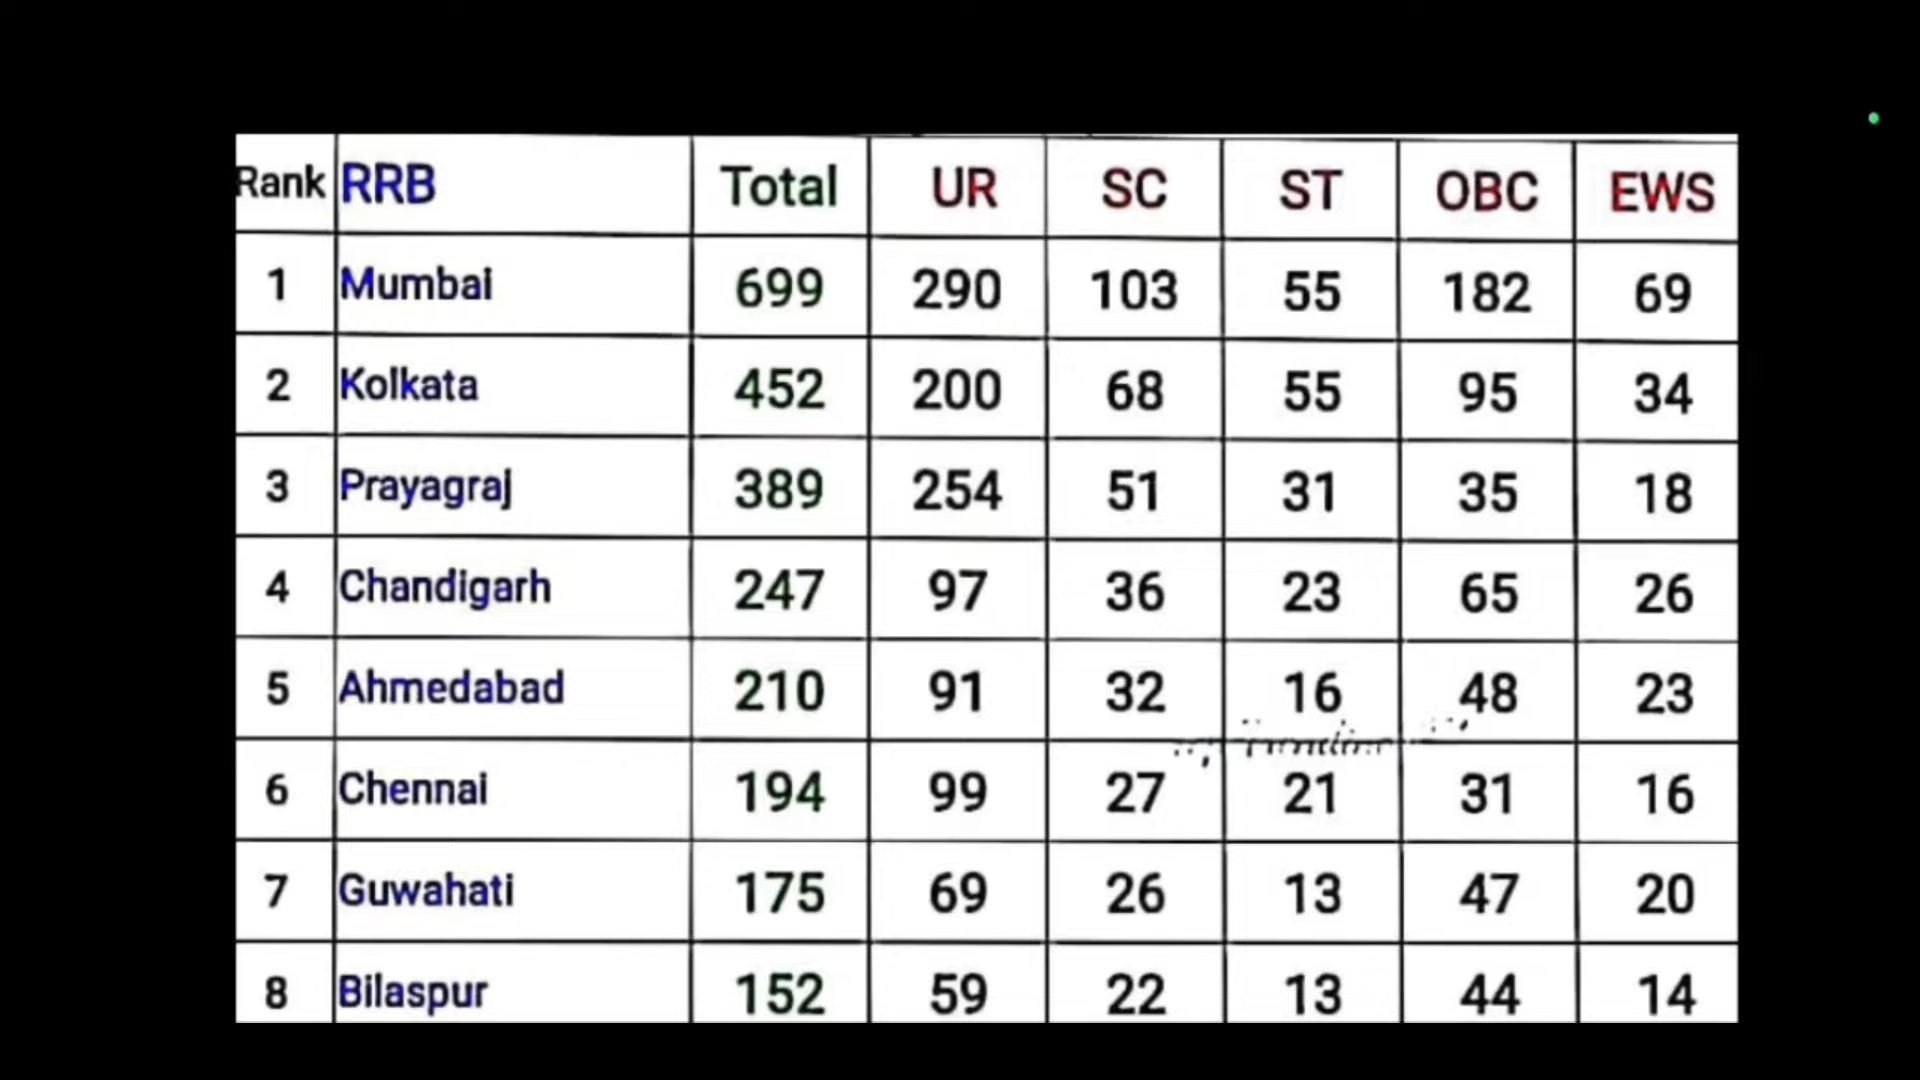 Rank RRB Total UR SC ST OBC EWS
1 Mumbai 699 290 103 55 182 69
2 Kolkata 452 200 68 55 95 34
3 Prayagraj 389 254 51 31 35 18
4 Chandigarh 247 97 36 23 65 26
5 Ahmedabad 210 91 32 16 48 23
6 Chennai 194 99 27 21 31 16
7 Guwahati 175 69 26 13 47 20
8 Bilaspur 152 59 22 13 44 14